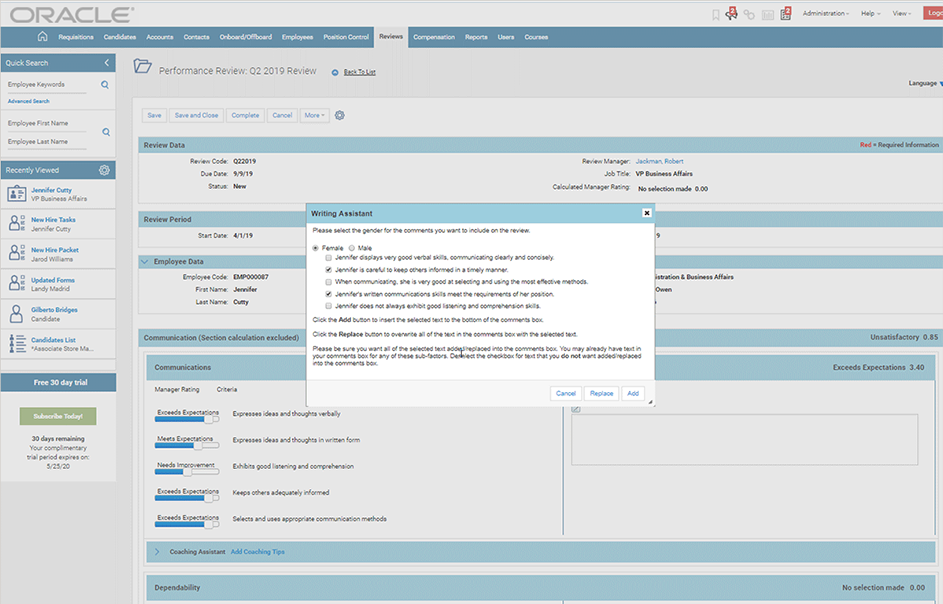 ORACLE
2
2
Administration
Help
View
Requisitions Candidates Accounts Contacts Onboard/Offboard Employees Position Control Reviews Compensation Reports Users Courses
Quick Search
Employee Keywords
Advanced Search
Employee First Name
Employee Last Name
Recently Viewed
Jennifer Cutty
VP Business Affairs
New Hire Tasks
Jennifer Cutty
New Hire Packet
Jarod Williams
Updated Forms
Landy Madrid
Gilberto Bridges
Candidate
Candidates List
*Associate Store Ma...
Free 30 day trial
Subscribe Today!
30 days remaining
Your complimentary
trial period expires on:
5/25/20
Performance Review: Q2 2019 Review
Back To List
Language
Save Save and Close Complete Cancel More
Review Data
Red = Required Information
Review Code: Q22019
Review Manager: Jackman, Robert
Due Date: 9/9/19
Job Title: VP Business Affairs
Status: New
Calculated Manager Rating: No selection made 0.00
Review Period
Start Date: 4/1/19
9
Employee Data
Employee Code: EMP000087
istration & Business Affairs
First Name: Jennifer
Owen
Last Name: Cutty
Writing Assistant
Please select the gender for the comments you want to include on the review.
Female Male
Jennifer displays very good verbal skills, communicating clearly and concisely.
Jennifer is careful to keep others informed in a timely manner.
When communicating, she is very good at selecting and using the most effective methods.
Jennifer's written communications skills meet the requirements of her position.
Jennifer does not always exhibit good listening and comprehension skills.
Click the Add button to insert the selected text to the bottom of the comments box.
Click the Replace button to overwrite all of the text in the comments box with the selected text.
Please be sure you want all of the selected text added/replaced into the comments box. You may already have text in
your comments box for any of these sub-factors. Deselect the checkbox for text that you do not want added/replaced
into the comments box.
Cancel Replace Add
Communication (Section calculation excluded)
Unsatisfactory 0.85
Communications
Exceeds Expectations 3.40
Manager Rating Criteria
Exceeds Expectations Expresses ideas and thoughts verbally
Meets Expectations Expresses ideas and thoughts in written form
Needs Improvement Exhibits good listening and comprehension
Exceeds Expectations Keeps others adequately informed
Exceeds Expectations Selects and uses appropriate communication methods
Coaching Assistant Add Coaching Tips
Dependability
No selection made 0.00